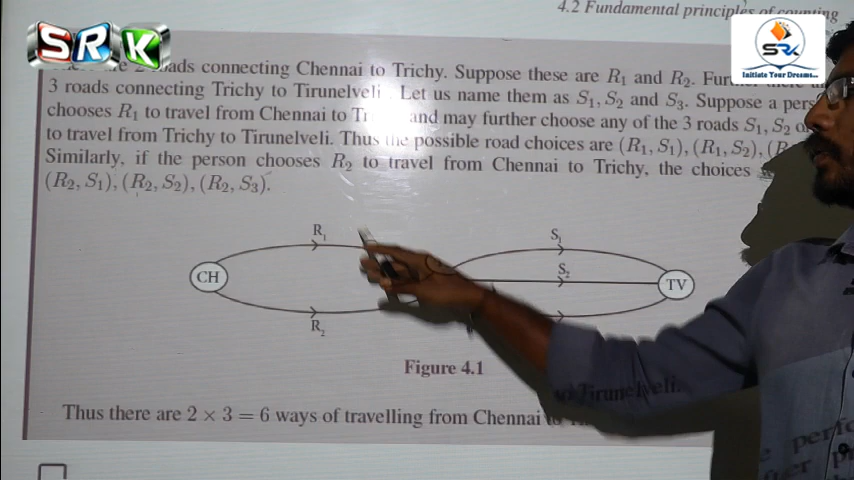 4.2 Fundamental principles of counting
SRK
SRK
Initiate Your Dreams...
2 roads connecting Chennai to Trichy. Suppose these are R₁ and R₂.
3 roads connecting Trichy to Tirunelveli. Let us name them as S₁, S₂ and S₃. Suppose a
chooses R₁ to travel from Chennai to and may further choose any of the 3 roads S₁, S₂
to travel from Trichy to Tirunelveli. Thus the possible road choices are (R₁, S₁), (R₁, S₂),
Similarly, if the person chooses R₂ to travel from Chennai to Trichy, the choices
(R₂, S₁), (R₂, S₂), (R₂, S₃).
R₁
S₁
CH
S₂
TV
R₂
Figure 4.1
to Tirunelveli.
Thus there are 2 × 3 = 6 ways of travelling from Chennai